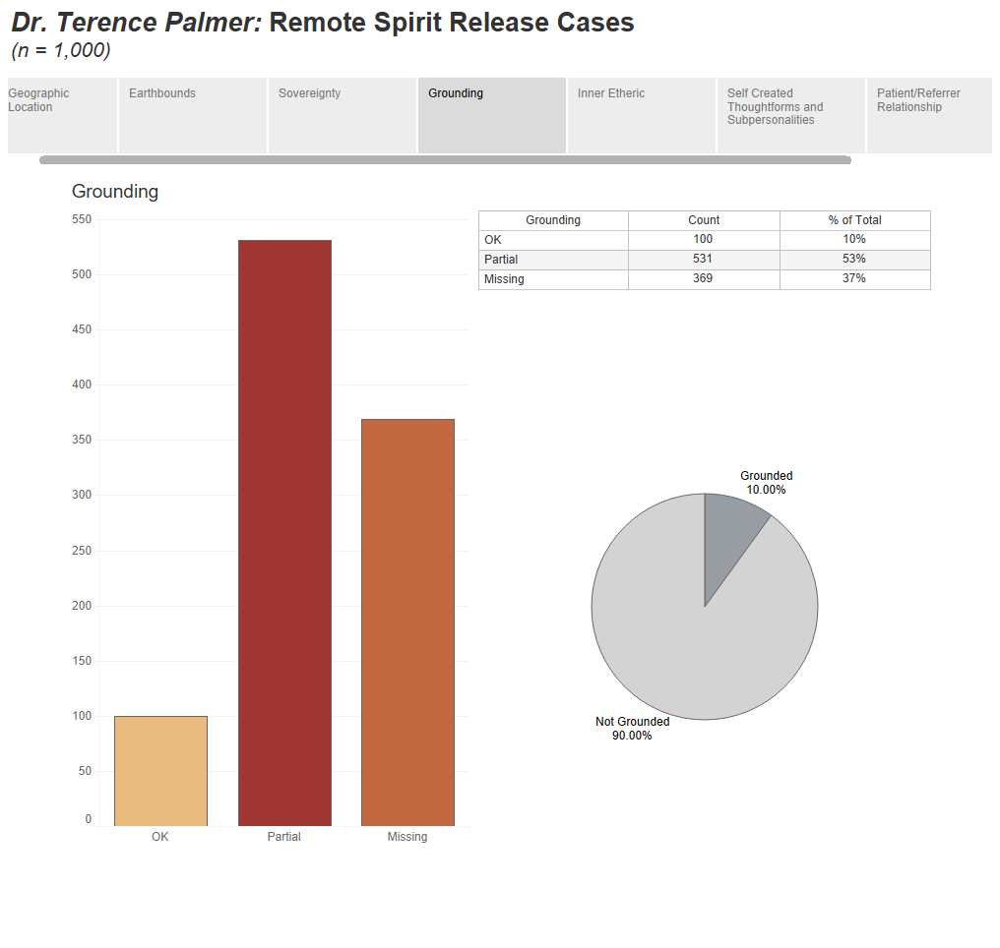 Dr. Terence Palmer: Remote Spirit Release Cases
(n = 1,000)
Geographic
Location
Earthbounds
Sovereignty
Grounding
Inner Etheric
Self Created
Thoughtforms and
Subpersonalities
Patient/Referrer
Relationship
Grounding
550
500
450
400
350
300
250
200
150
100
50
0
OK Partial Missing
Grounding Count % of Total
OK 100 10%
Partial 531 53%
Missing 369 37%
Grounded
10.00%
Not Grounded
90.00%